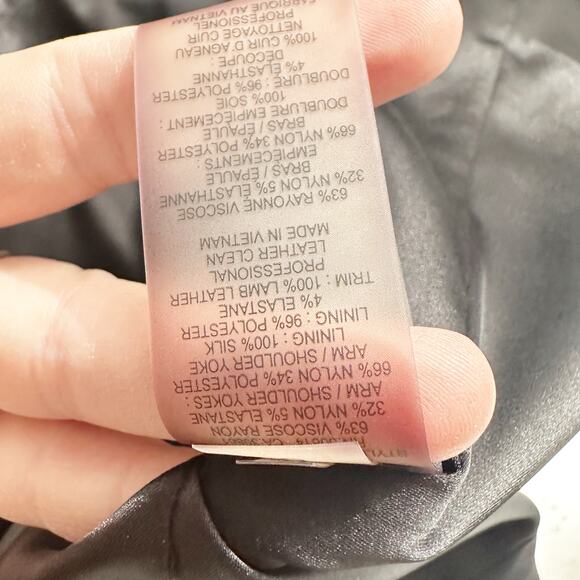 63% VISCOSE RAYON
32% NYLON 5% ELASTANE
ARM / SHOULDER YOKES :
66% NYLON 34% POLYESTER
ARM / SHOULDER YOKE
LINING : 100% SILK
LINING : 96% POLYESTER
4% ELASTANE
TRIM : 100% LAMB LEATHER
PROFESSIONAL
LEATHER CLEAN
MADE IN VIETNAM
63% RAYONNE VISCOSE
32% NYLON 5% ELASTHANNE
BRAS / EPAULE
EMPIECEMENTS :
66% NYLON 34% POLYESTER
BRAS / EPAULE
DOUBLURE EMPIECEMENT :
100% SOIE
DOUBLURE : 96% POLYESTER
4% ELASTHANNE
DECOUPE :
100% CUIR D'AGNEAU
NETTOYAGE CUIR
PROFESSIONEL
FABRIQUE AU VIETNAM